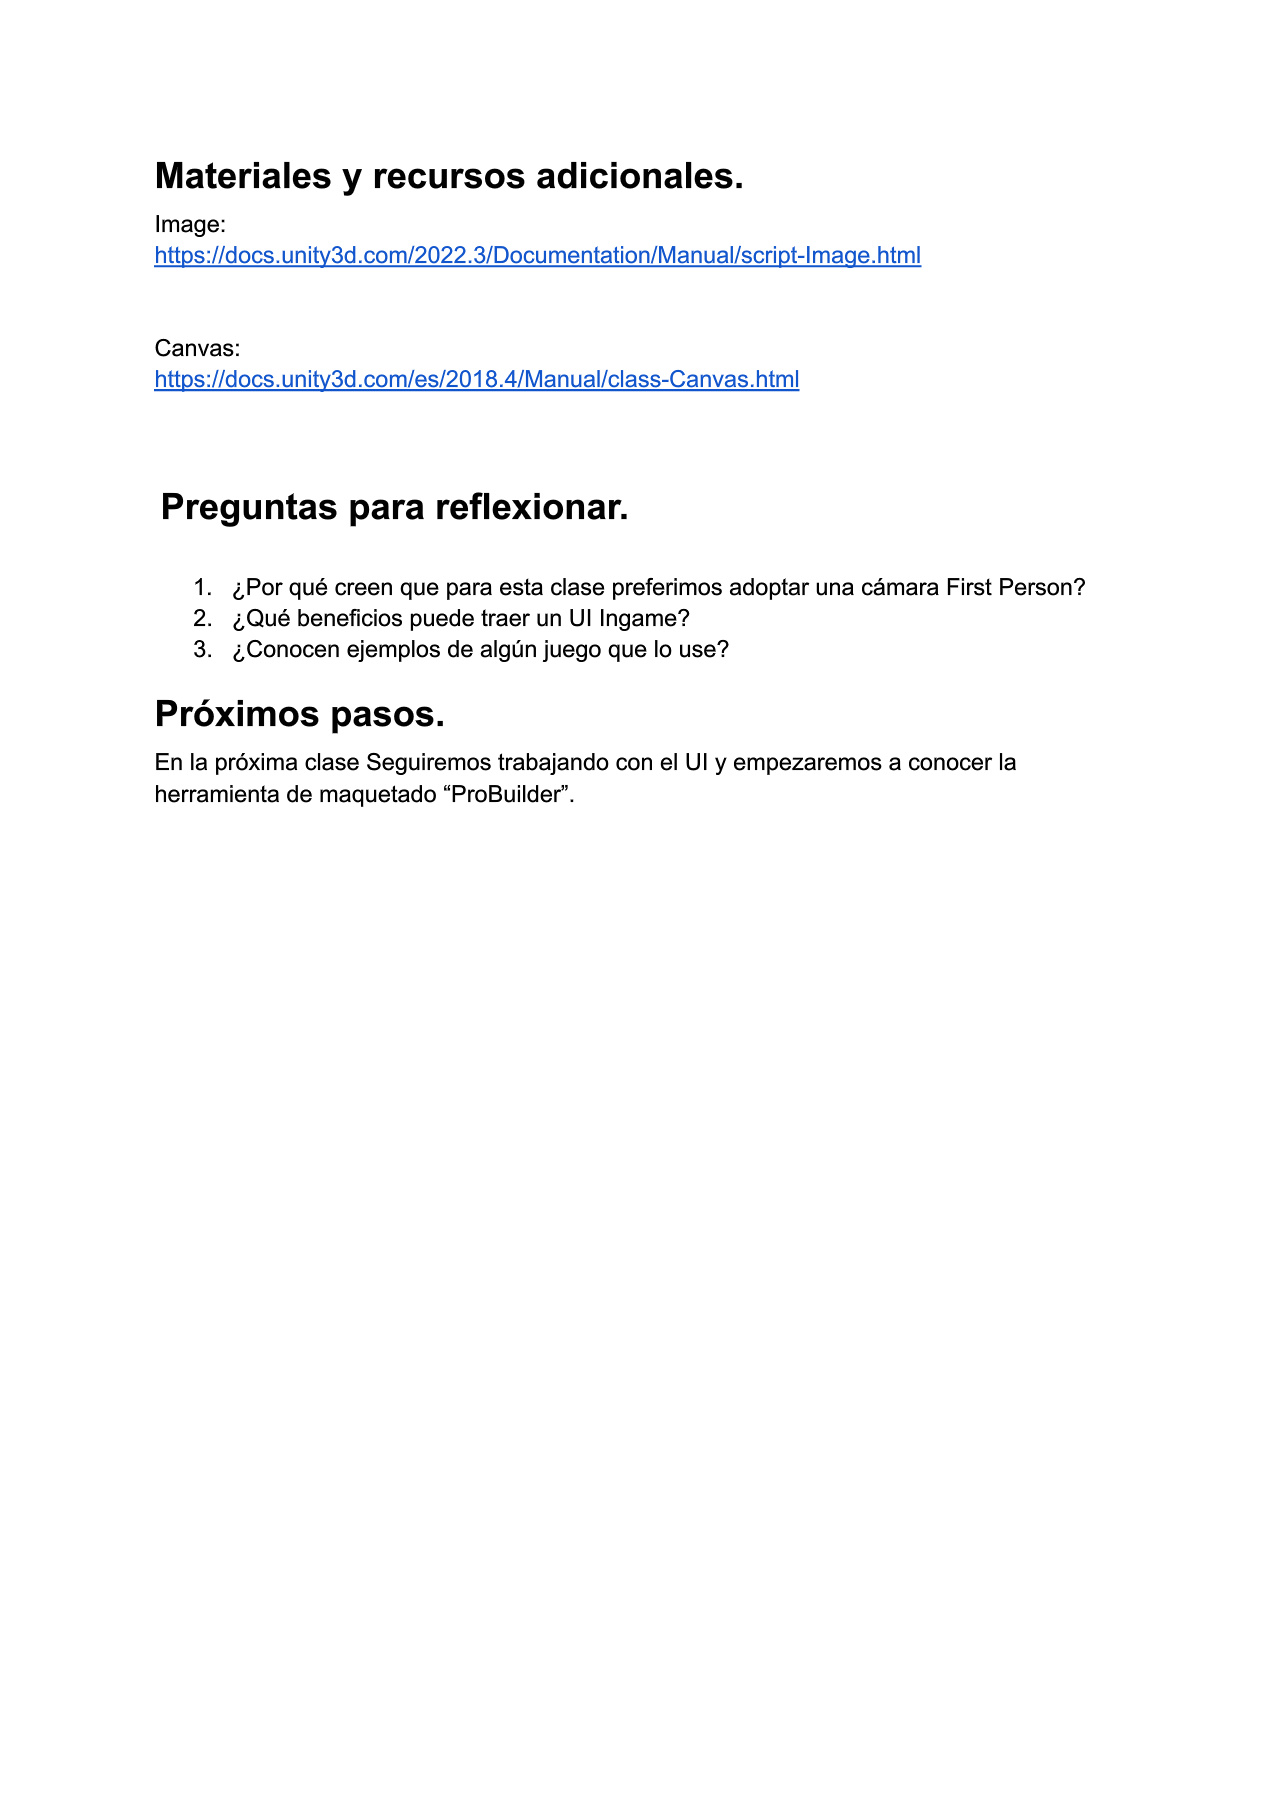 Materiales y recursos adicionales.
Image:
https://docs.unity3d.com/2022.3/Documentation/Manual/script-Image.html
Canvas:
https://docs.unity3d.com/es/2018.4/Manual/class-Canvas.html
Preguntas para reflexionar.
1. ¿Por qué creen que para esta clase preferimos adoptar una cámara First Person?
2. ¿Qué beneficios puede traer un UI Ingame?
3. ¿Conocen ejemplos de algún juego que lo use?
Próximos pasos.
En la próxima clase Seguiremos trabajando con el UI y empezaremos a conocer la
herramienta de maquetado “ProBuilder”.